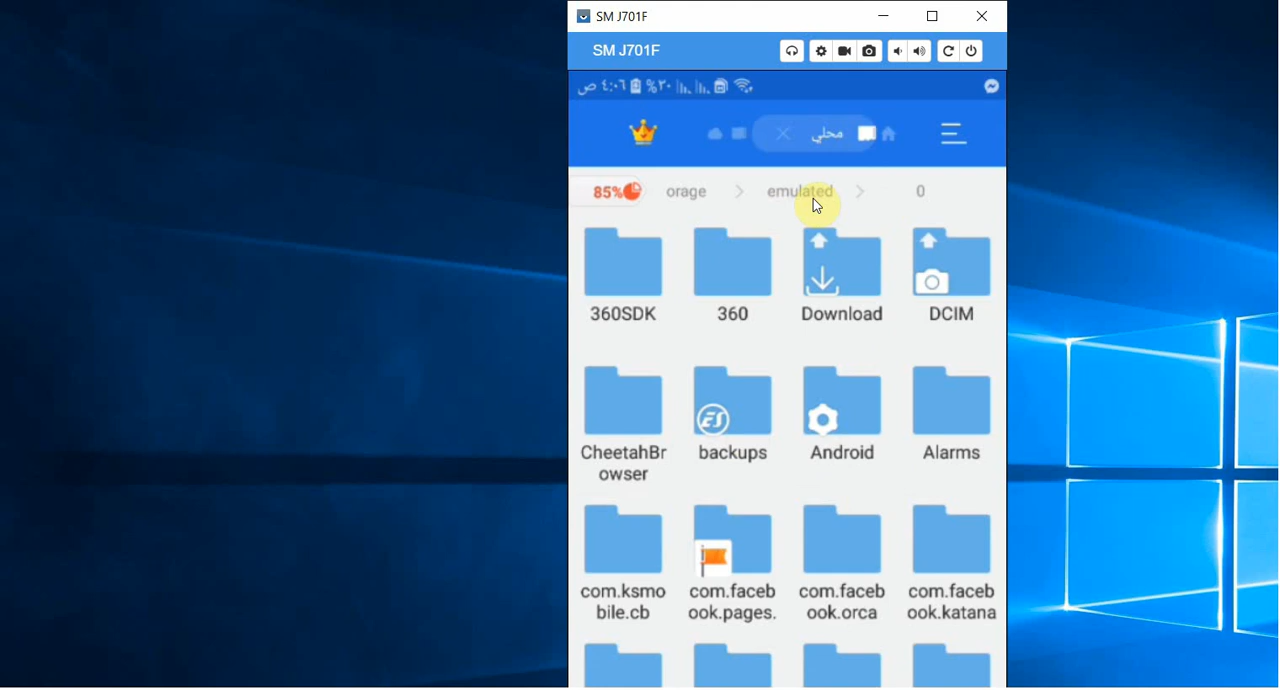 SM J701F
SM J701F
٤:٠٦ ص ٣٠%
محلي
85% orage > emulated > 0
360SDK 360 Download DCIM
CheetahBr
owser backups Android Alarms
com.ksmo com.faceb com.faceb com.faceb
bile.cb ook.pages. ook.orca ook.katana